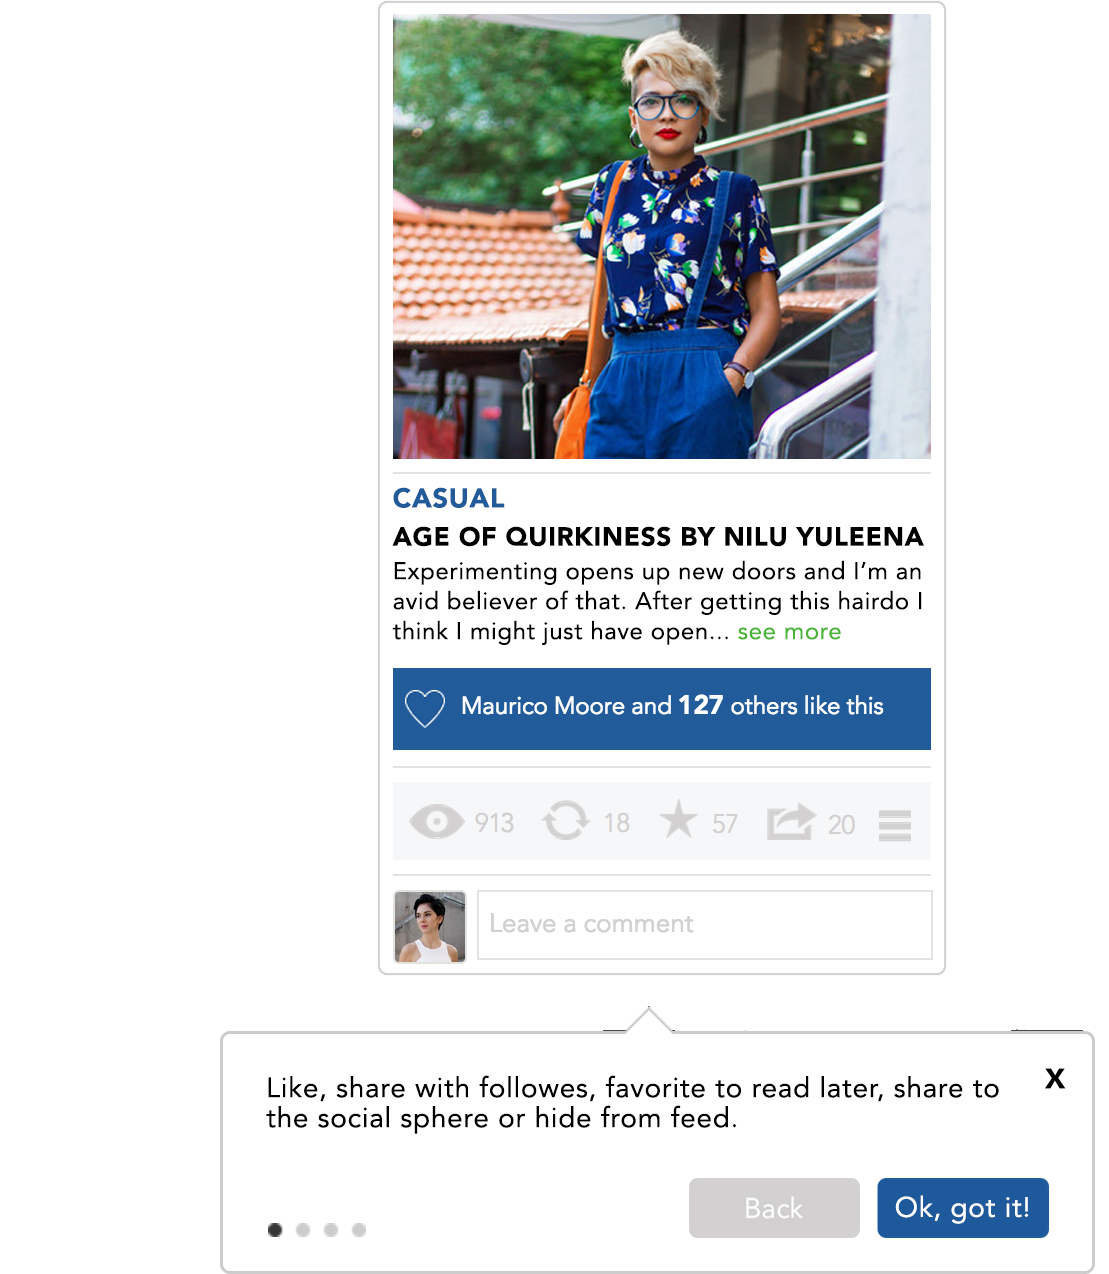 CASUAL
AGE OF QUIRKINESS BY NILU YULEENA
Experimenting opens up new doors and I’m an
avid believer of that. After getting this hairdo I
think I might just have open... see more
Maurico Moore and 127 others like this
913 18 57 20
Leave a comment
Like, share with followes, favorite to read later, share to
the social sphere or hide from feed.
X
Back
Ok, got it!